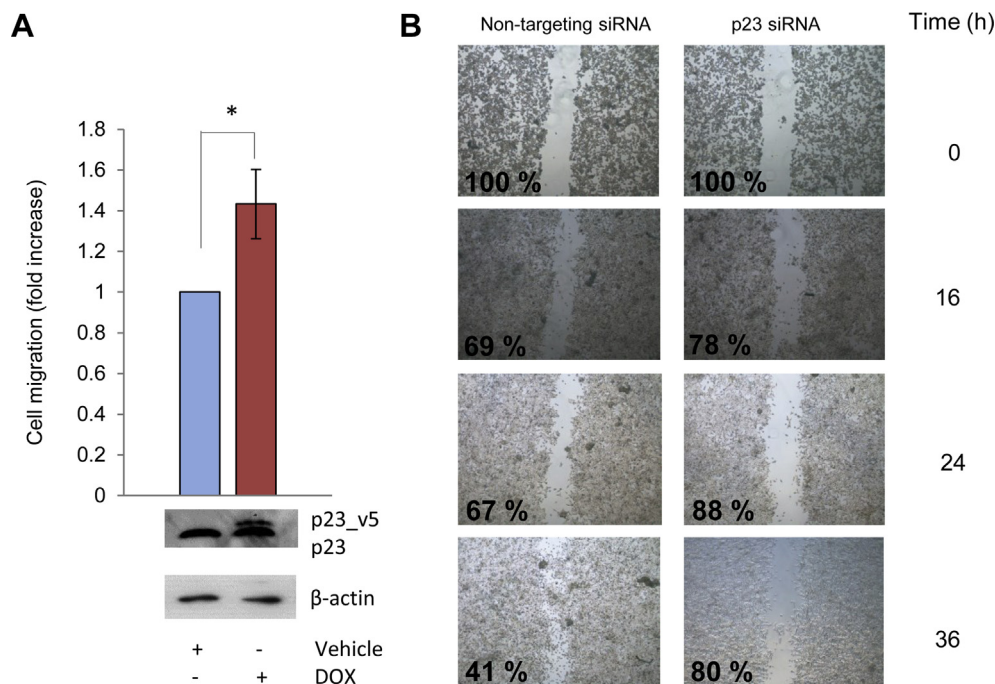 A
*
1.8
1.6
1.4
1.2
1
0.8
0.6
0.4
0.2
0
Cell migration (fold increase)
p23_v5
p23
β-actin
+ - Vehicle
- + DOX
B
Non-targeting siRNA p23 siRNA Time (h)
100 % 100 % 0
69 % 78 % 16
67 % 88 % 24
41 % 80 % 36